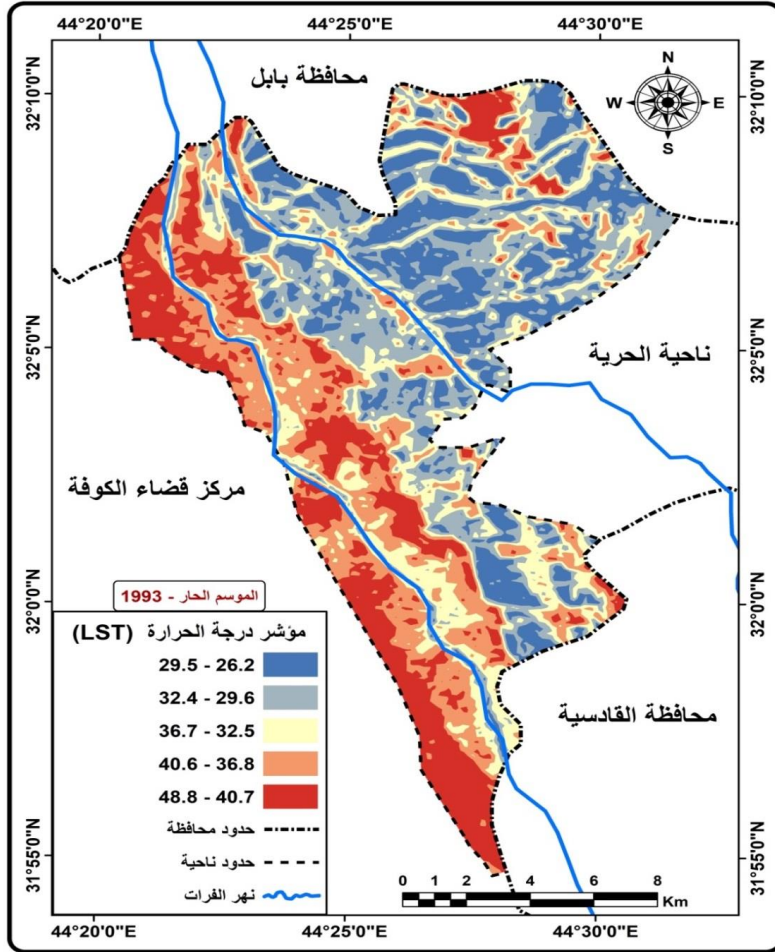 44°20'0"E 44°25'0"E 44°30'0"E
32°10'0"N
32°10'0"N
محافظة بابل
N
W E
S
32°5'0"N
32°5'0"N
ناحية الحرية
مركز قضاء الكوفة
32°0'0"N
32°0'0"N
الموسم الحار - 1993
مؤشر درجة الحرارة (LST)
29.5 - 26.2
32.4 - 29.6
36.7 - 32.5
40.6 - 36.8
48.8 - 40.7
حدود محافظة
حدود ناحية
نهر الفرات
محافظة القادسية
31°55'0"N
31°55'0"N
0 1 2 4 6 8
Km
44°20'0"E 44°25'0"E 44°30'0"E